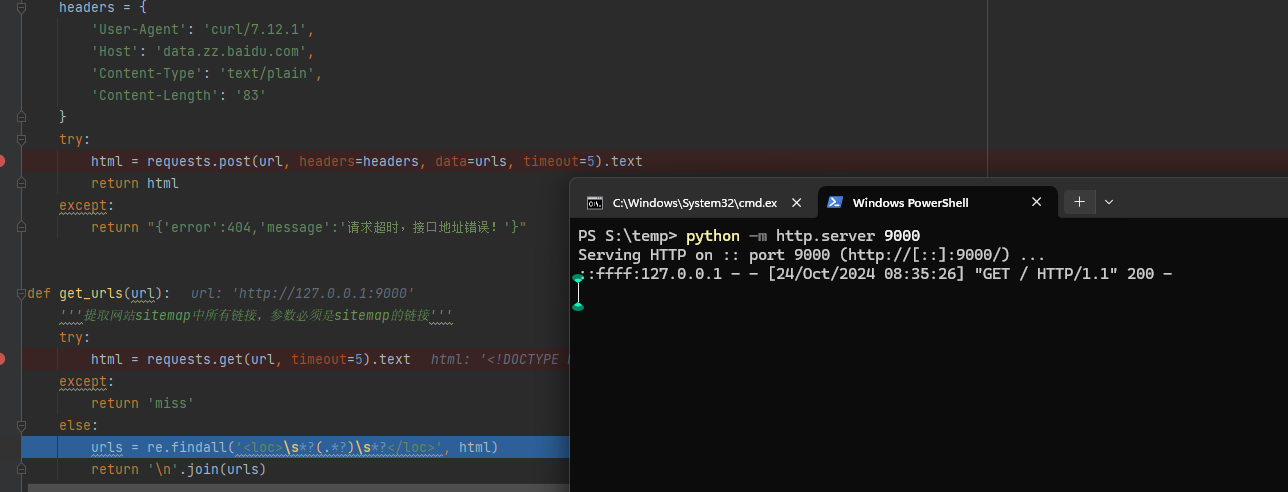 headers = {
'User-Agent': 'curl/7.12.1',
'Host': 'data.zz.baidu.com',
'Content-Type': 'text/plain',
'Content-Length': '83'
}
try:
html = requests.post(url, headers=headers, data=urls, timeout=5).text
return html
except:
return "{'error':404,'message':'请求超时，接口地址错误！'}"
def get_urls(url): url: 'http://127.0.0.1:9000'
'''提取网站sitemap中所有链接，参数必须是sitemap的链接'''
try:
html = requests.get(url, timeout=5).text html: '<!DOCTYPE
except:
return 'miss'
else:
urls = re.findall('<loc>\s*?(.*?)\s*?</loc>', html)
return '\n'.join(urls)
C:\Windows\System32\cmd.ex
Windows PowerShell
PS S:\temp> python -m http.server 9000
Serving HTTP on :: port 9000 (http://[::]:9000/) ...
::ffff:127.0.0.1 - - [24/Oct/2024 08:35:26] "GET / HTTP/1.1" 200 -